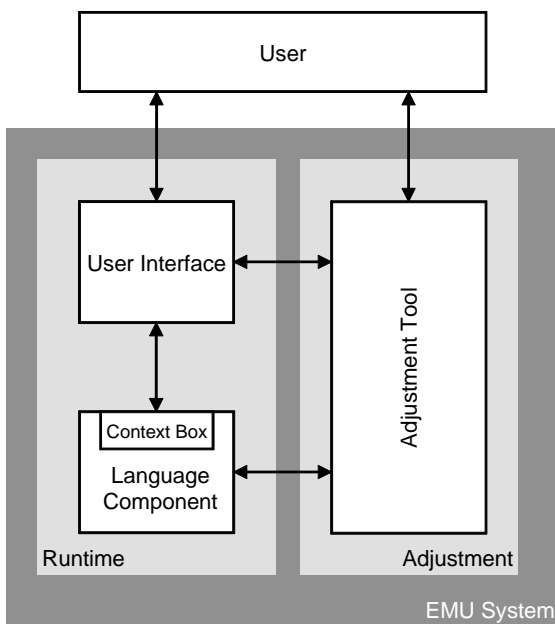 User
User Interface
Adjustment Tool
Context Box
Language
Component
Runtime
Adjustment
EMU System